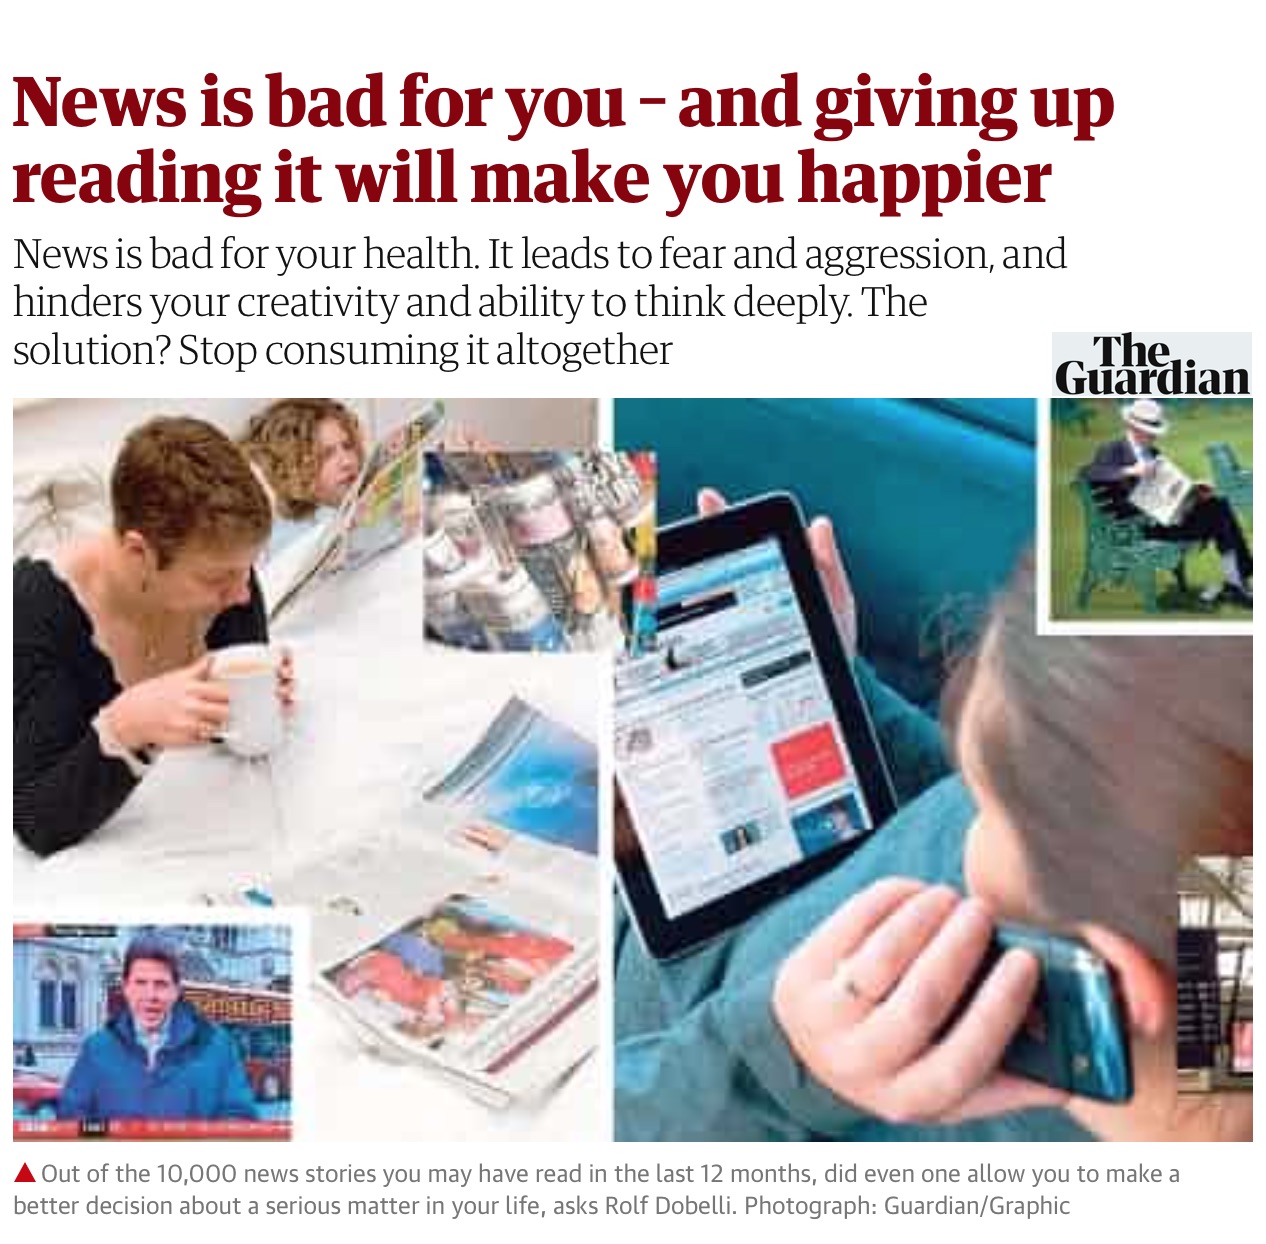 News is bad for you – and giving up
reading it will make you happier
News is bad for your health. It leads to fear and aggression, and
hinders your creativity and ability to think deeply. The
solution? Stop consuming it altogether
The
Guardian
▲ Out of the 10,000 news stories you may have read in the last 12 months, did even one allow you to make a
better decision about a serious matter in your life, asks Rolf Dobelli. Photograph: Guardian/Graphic